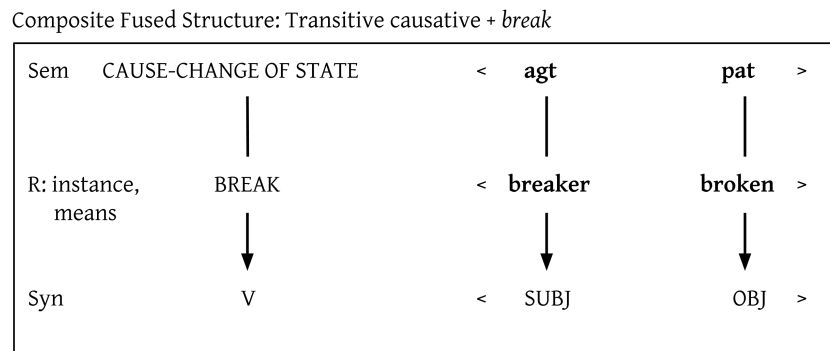 Composite Fused Structure: Transitive causative + break
Sem CAUSE-CHANGE OF STATE < agt pat >
R: instance, BREAK < breaker broken >
means
Syn V < SUBJ OBJ >